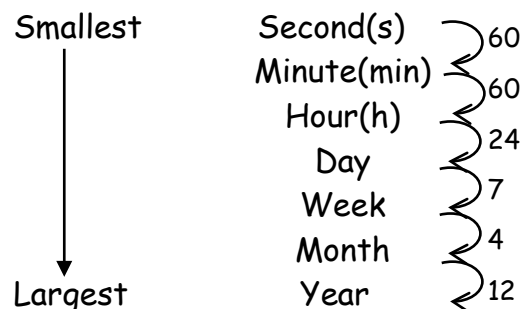 Smallest Second(s)
60
Minute(min)
60
Hour(h)
24
Day
7
Week
4
Month
12
Largest Year